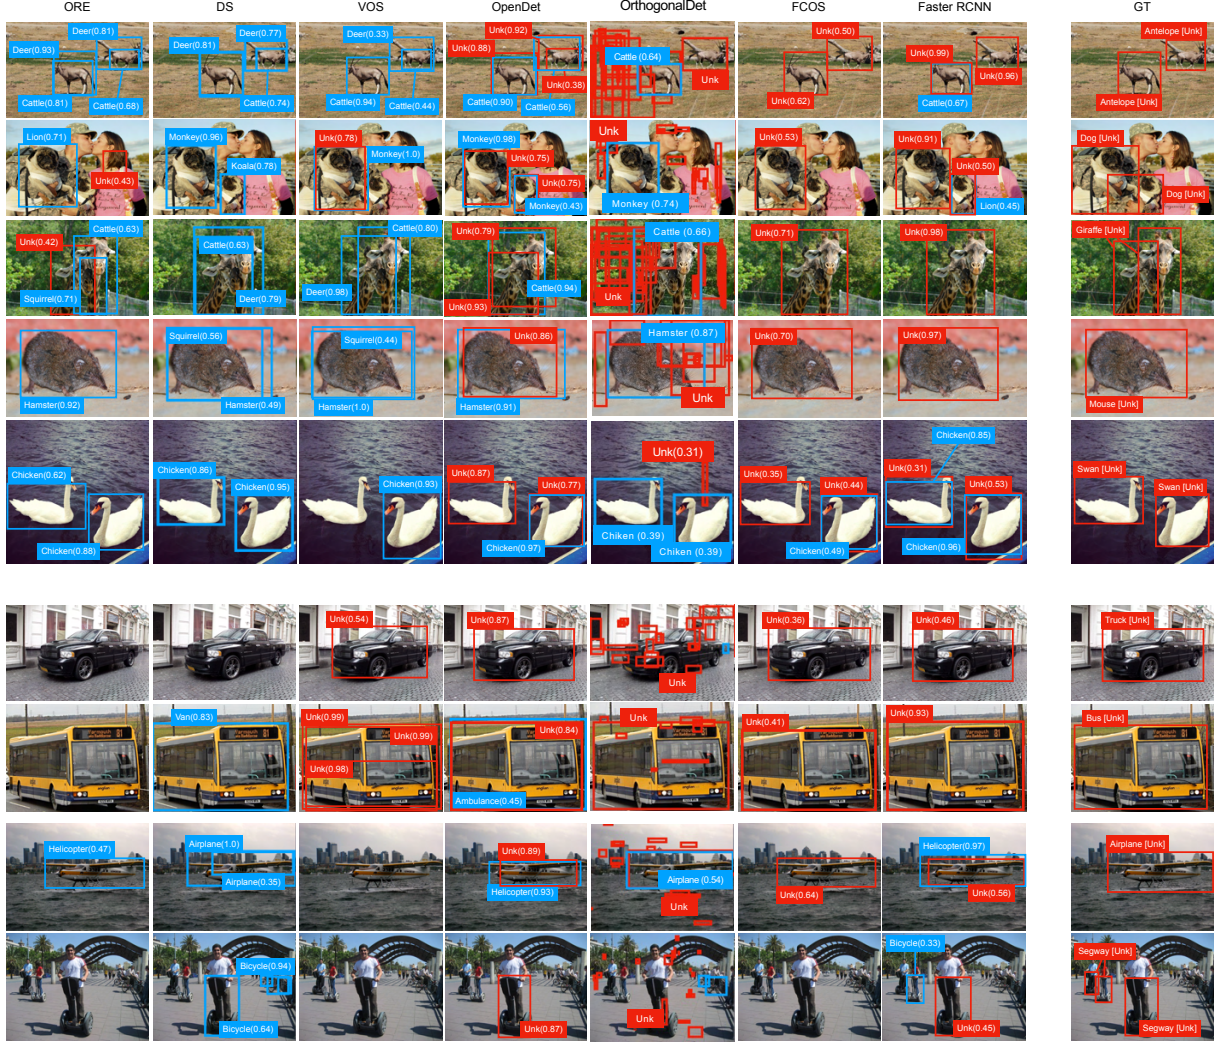 ORE DS VOS OpenDet OrthogonalDet FCOS Faster RCNN GT
Deer(0.81)
Deer(0.93)
Cattle(0.81)
Cattle(0.68)
Deer(0.77)
Deer(0.81)
Cattle(0.74)
Deer(0.33)
Cattle(0.94)
Cattle(0.44)
Unk(0.92)
Unk(0.88)
Unk(0.38)
Cattle(0.90)
Cattle(0.56)
Cattle (0.64)
Unk
Unk(0.50)
Unk(0.62)
Unk(0.99)
Unk(0.96)
Cattle(0.67)
Antelope [Unk]
Antelope [Unk]
Lion(0.71)
Unk(0.43)
Monkey(0.96)
Koala(0.78)
Unk(0.78)
Monkey(1.0)
Monkey(0.98)
Unk(0.75)
Unk(0.75)
Monkey(0.43)
Unk
Monkey (0.74)
Unk(0.53)
Unk(0.91)
Unk(0.50)
Lion(0.45)
Dog [Unk]
Dog [Unk]
Cattle(0.63)
Unk(0.42)
Squirrel(0.71)
Cattle(0.63)
Deer(0.79)
Cattle(0.80)
Deer(0.98)
Unk(0.79)
Cattle(0.94)
Unk(0.93)
Cattle (0.66)
Unk
Unk(0.71)
Unk(0.98)
Giraffe [Unk]
Hamster(0.92)
Squirrel(0.56)
Hamster(0.49)
Squirrel(0.44)
Hamster(1.0)
Unk(0.86)
Hamster(0.91)
Hamster (0.87)
Unk
Unk(0.70)
Unk(0.97)
Mouse [Unk]
Chicken(0.62)
Chicken(0.88)
Chicken(0.86)
Chicken(0.95)
Chicken(0.93)
Unk(0.87)
Unk(0.77)
Chicken(0.97)
Unk(0.31)
Chiken (0.39)
Chiken (0.39)
Unk(0.35)
Unk(0.44)
Chicken(0.49)
Chicken(0.85)
Unk(0.31)
Unk(0.53)
Chicken(0.96)
Swan [Unk]
Swan [Unk]
Unk(0.54)
Unk(0.87)
Unk
Unk(0.36)
Unk(0.46)
Truck [Unk]
Van(0.83)
Unk(0.99)
Unk(0.99)
Unk(0.98)
Unk(0.84)
Ambulance(0.45)
Unk
Unk(0.41)
Unk(0.93)
Bus [Unk]
Helicopter(0.47)
Airplane(1.0)
Airplane(0.35)
Unk(0.89)
Helicopter(0.93)
Airplane (0.54)
Unk
Unk(0.64)
Helicopter(0.97)
Unk(0.56)
Airplane [Unk]
Bicycle(0.94)
Bicycle(0.64)
Unk(0.87)
Unk
Bicycle(0.33)
Unk(0.45)
Segway [Unk]
Segway [Unk]